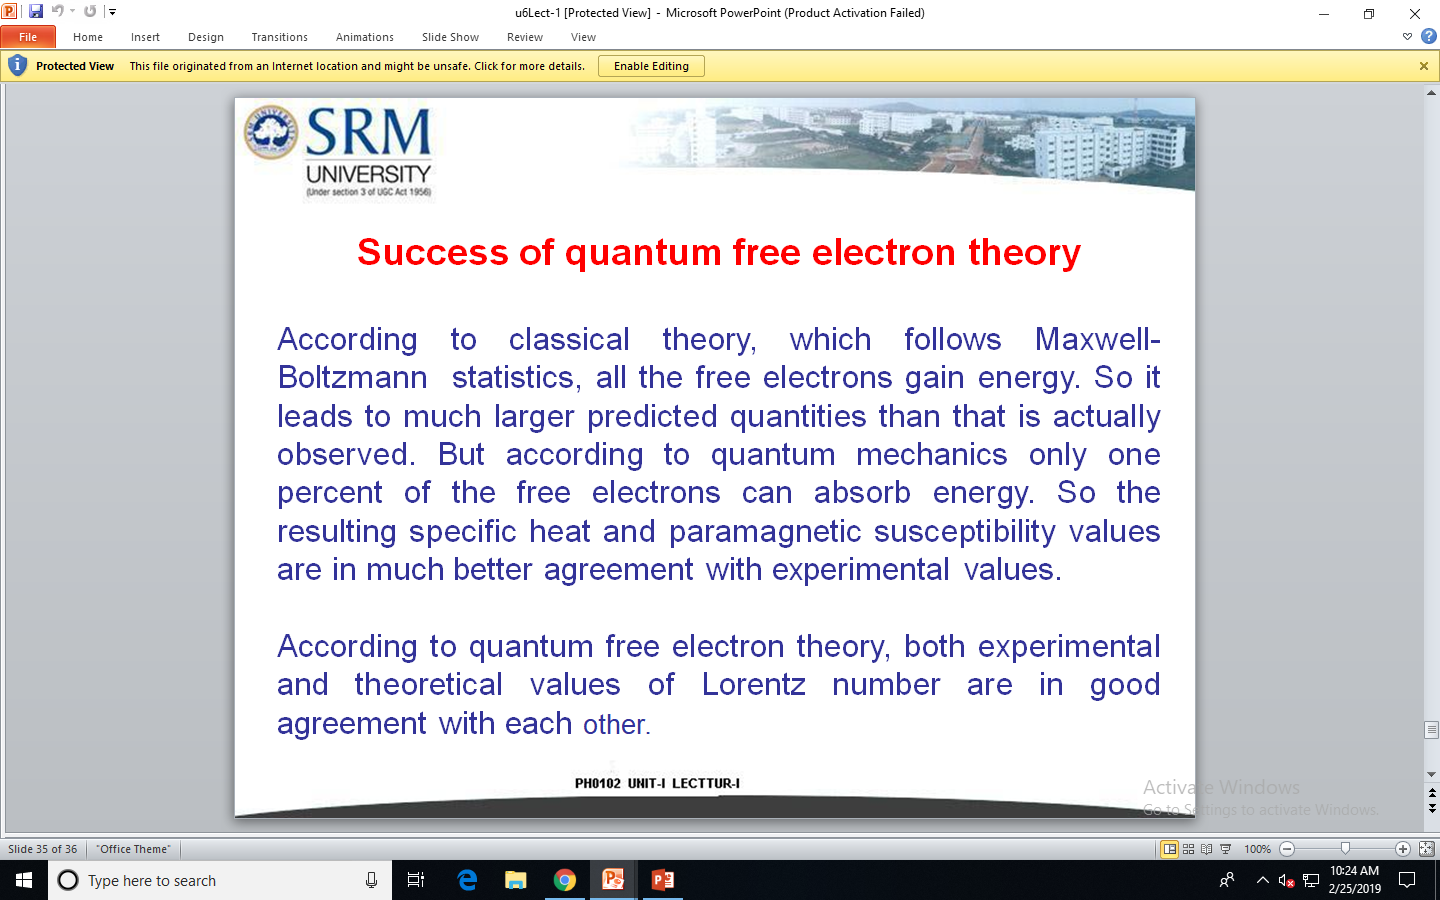 u6Lect-1 [Protected View] - Microsoft PowerPoint (Product Activation Failed)
File Home Insert Design Transitions Animations Slide Show Review View
Protected View This file originated from an Internet location and might be unsafe. Click for more details. Enable Editing
SRM
UNIVERSITY
(Under section 3 of UGC Act 1956)
Success of quantum free electron theory
According to classical theory, which follows Maxwell-
Boltzmann statistics, all the free electrons gain energy. So it
leads to much larger predicted quantities than that is actually
observed. But according to quantum mechanics only one
percent of the free electrons can absorb energy. So the
resulting specific heat and paramagnetic susceptibility values
are in much better agreement with experimental values.
According to quantum free electron theory, both experimental
and theoretical values of Lorentz number are in good
agreement with each other.
PH0102 UNIT-I LECTTUR-I
Activate Windows
Go to Settings to activate Windows.
Slide 35 of 36 "Office Theme" 100%
Type here to search
10:24 AM
2/25/2019